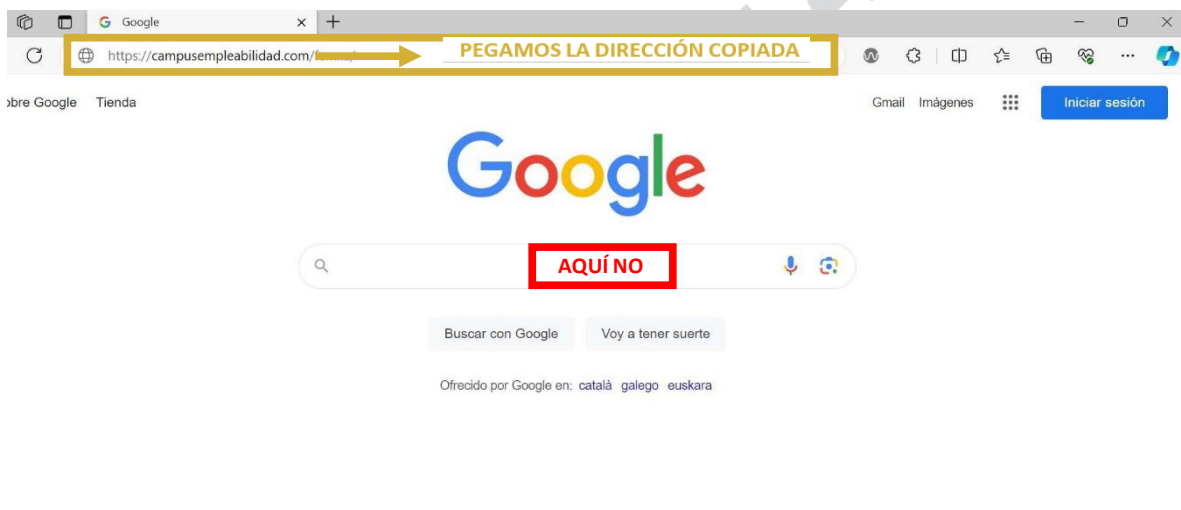 Google
https://campusempleabilidad.com/
PEGAMOS LA DIRECCIÓN COPIADA
obre Google Tienda
Gmail Imágenes
Iniciar sesión
Google
AQUÍ NO
Buscar con Google
Voy a tener suerte
Ofrecido por Google en: català galego euskara